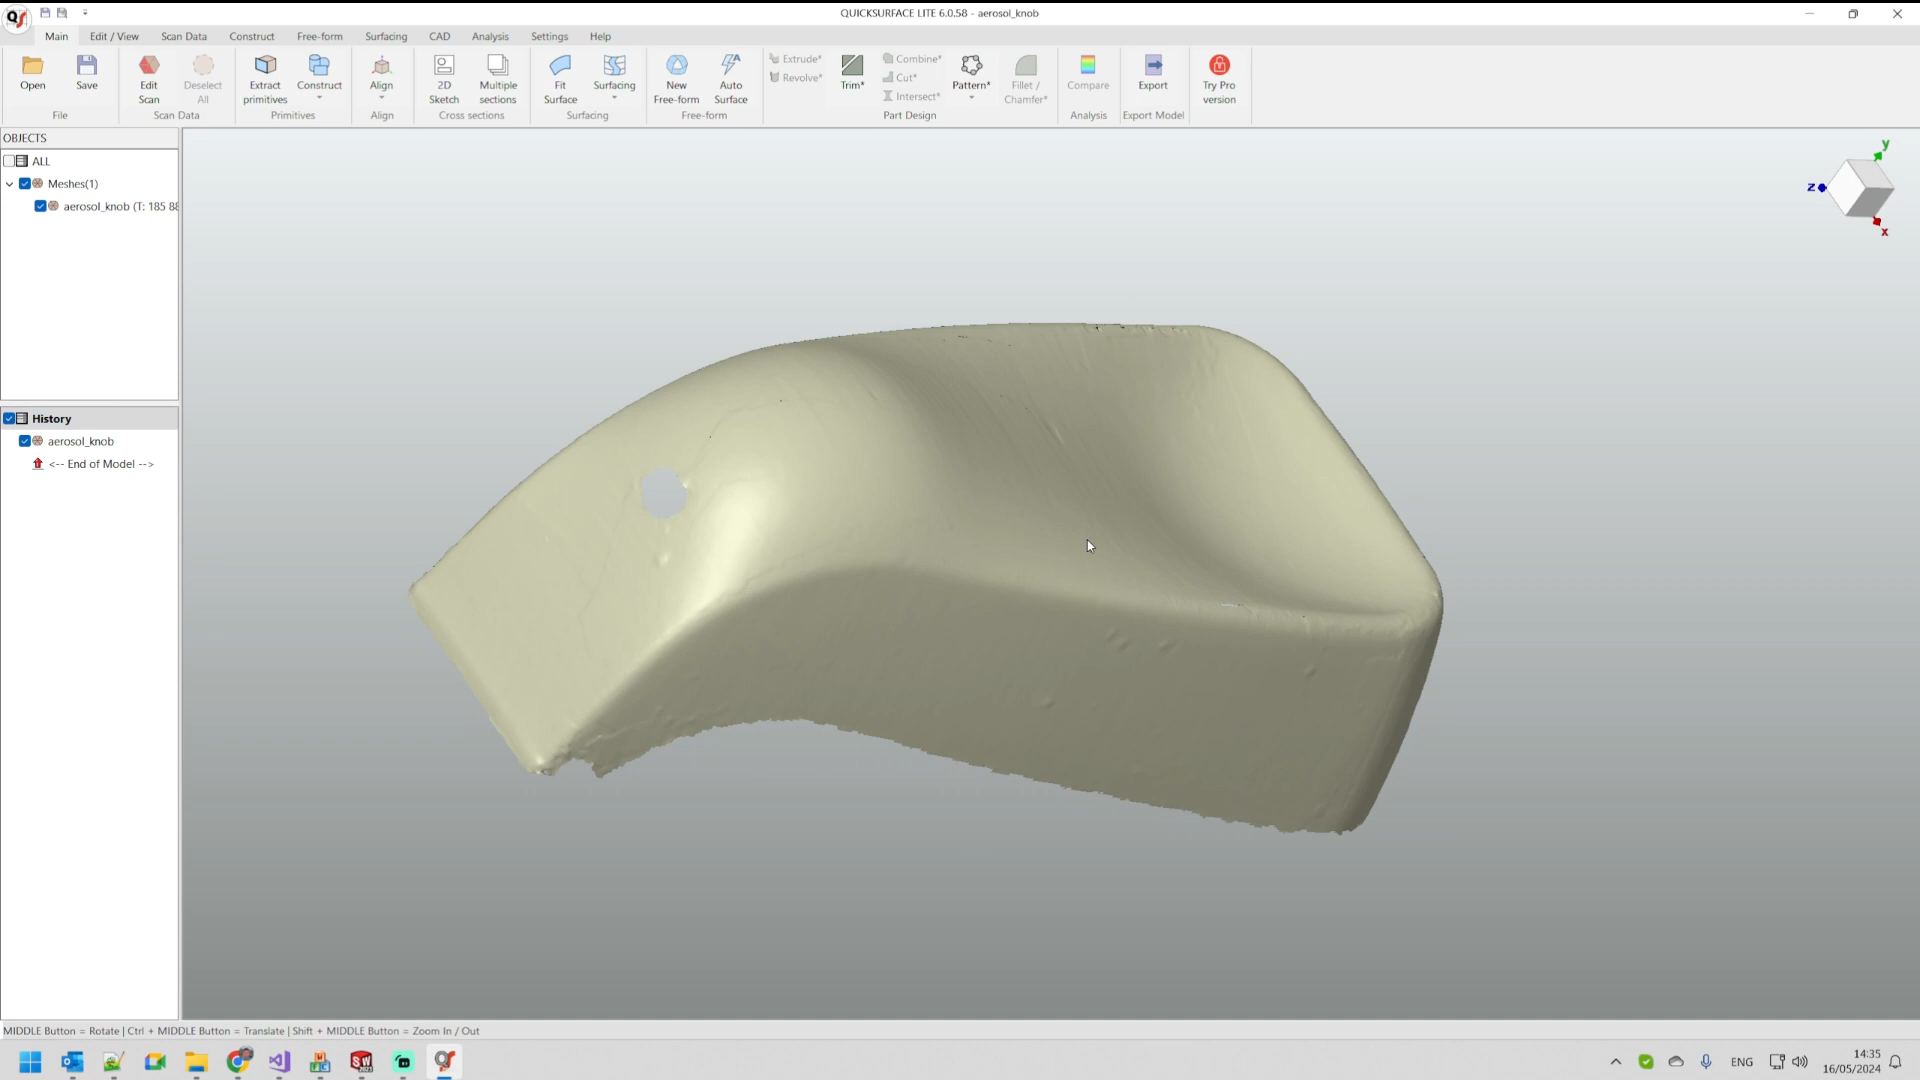 QUICKSURFACE LITE 6.0.58 - aerosol_knob
Main Edit / View Scan Data Construct Free-form Surfacing CAD Analysis Settings Help
Open Save Edit Scan Deselect All Extract primitives Construct Align 2D Sketch Multiple sections Fit Surface Surfacing New Free-form Auto Surface Extrude* Revolve* Trim* Combine* Cut* Intersect* Pattern* Fillet / Chamfer* Compare Export Try Pro version
File Scan Data Primitives Align Cross sections Surfacing Free-form Part Design Analysis Export Model
OBJECTS
ALL
Meshes(1)
aerosol_knob (T: 185 88
History
aerosol_knob
<-- End of Model -->
y
z
x
MIDDLE Button = Rotate | Ctrl + MIDDLE Button = Translate | Shift + MIDDLE Button = Zoom In / Out
ENG
14:35
16/05/2024